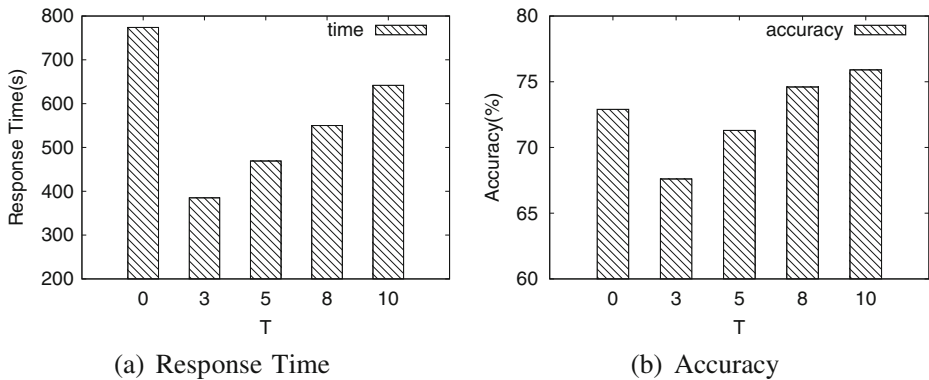 800
700
600
500
400
300
200
Response Time(s)
time
0 3 5 8 10
T
(a) Response Time
80
75
70
65
60
Accuracy(%)
accuracy
0 3 5 8 10
T
(b) Accuracy